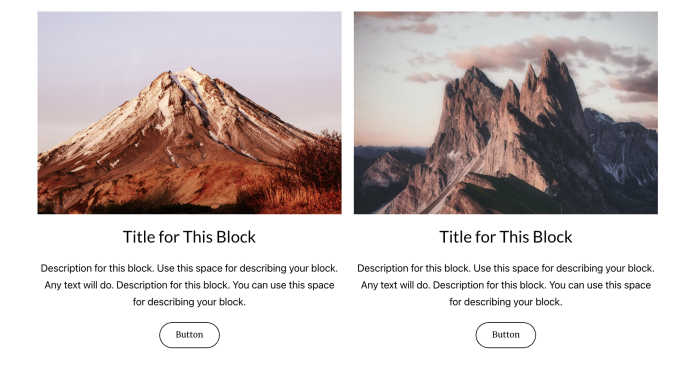 Title for This Block
Description for this block. Use this space for describing your block.
Any text will do. Description for this block. You can use this space
for describing your block.
Button
Title for This Block
Description for this block. Use this space for describing your block.
Any text will do. Description for this block. You can use this space
for describing your block.
Button